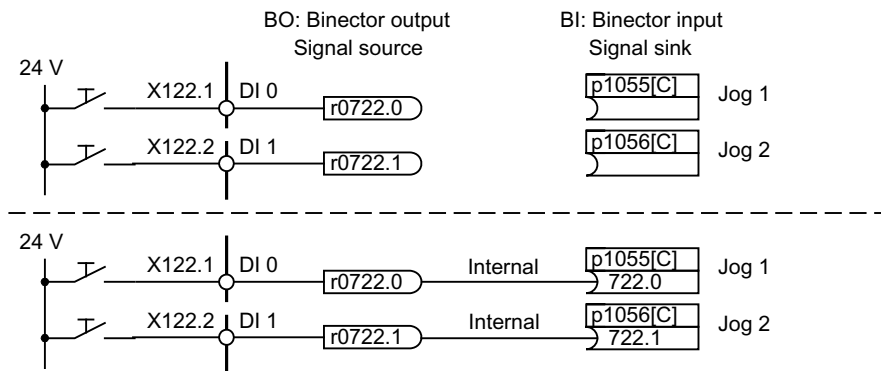 BO: Binector output BI: Binector input
Signal source Signal sink
24 V
X122.1 DI 0 r0722.0 p1055[C] Jog 1
X122.2 DI 1 r0722.1 p1056[C] Jog 2
24 V
X122.1 DI 0 r0722.0 Internal p1055[C] Jog 1
722.0
X122.2 DI 1 r0722.1 Internal p1056[C] Jog 2
722.1